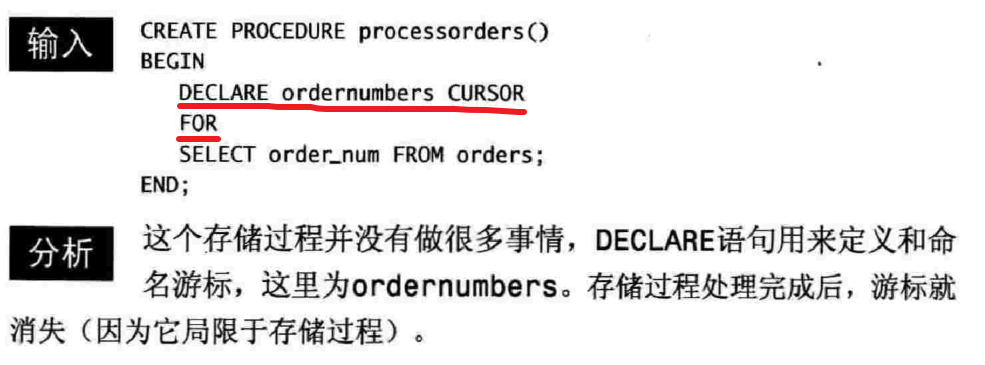 输入
CREATE PROCEDURE processorders()
BEGIN
DECLARE ordernumbers CURSOR
FOR
SELECT order_num FROM orders;
END;
分析
这个存储过程并没有做很多事情，DECLARE语句用来定义和命
名游标，这里为ordernumbers。存储过程处理完成后，游标就
消失（因为它局限于存储过程）。